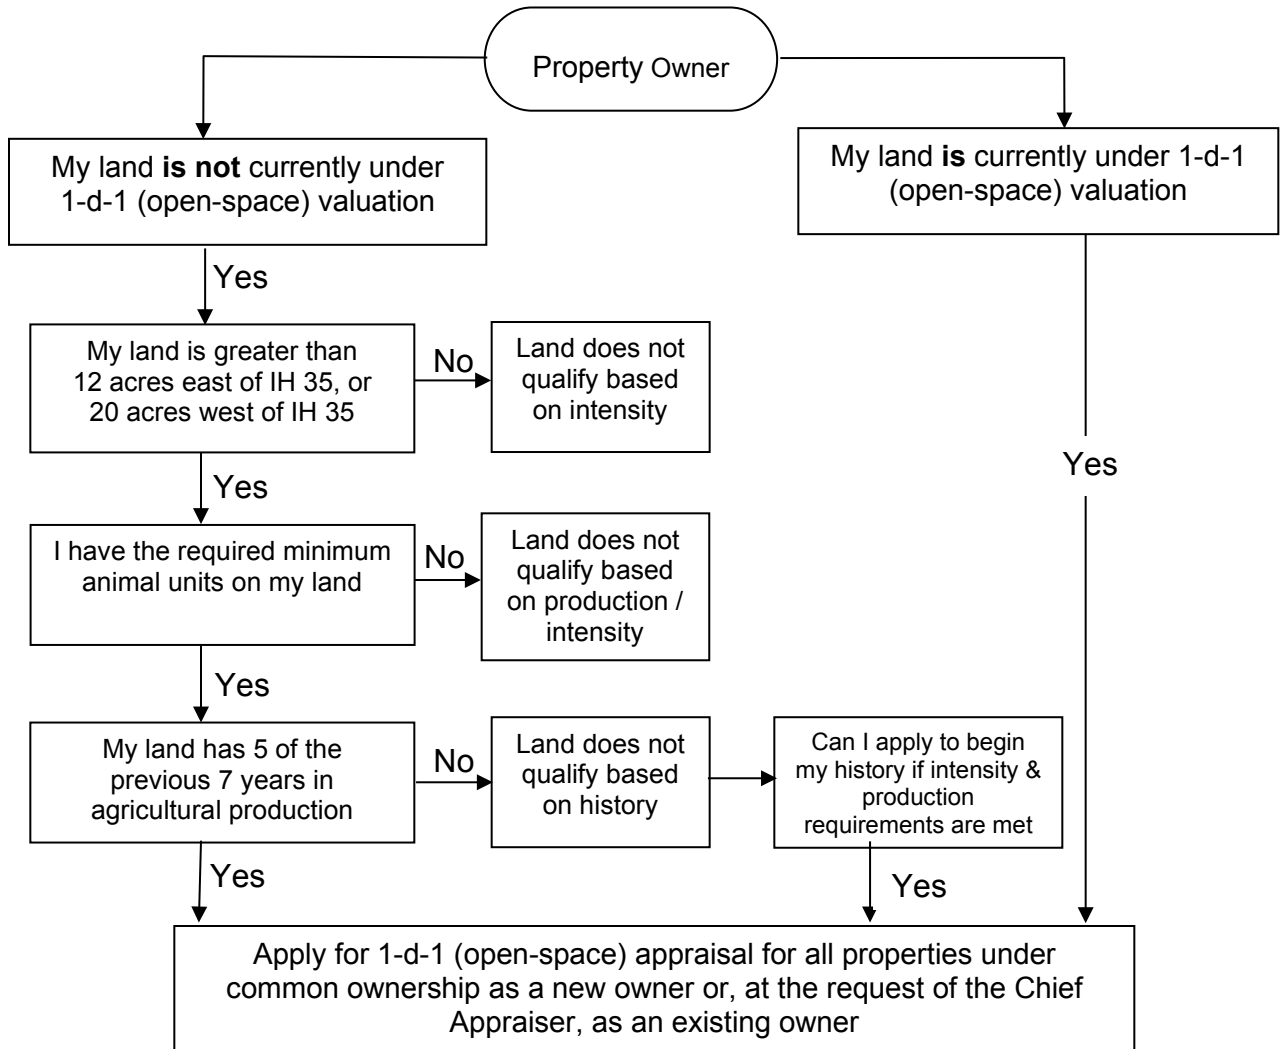 Property Owner
My land is not currently under
1-d-1 (open-space) valuation
My land is currently under 1-d-1
(open-space) valuation
Yes
My land is greater than
12 acres east of IH 35, or
20 acres west of IH 35
No
Land does not
qualify based
on intensity
Yes
Yes
I have the required minimum
animal units on my land
No
Land does not
qualify based
on production /
intensity
Yes
My land has 5 of the
previous 7 years in
agricultural production
No
Land does not
qualify based
on history
Can I apply to begin
my history if intensity &
production
requirements are met
Yes
Yes
Apply for 1-d-1 (open-space) appraisal for all properties under
common ownership as a new owner or, at the request of the Chief
Appraiser, as an existing owner